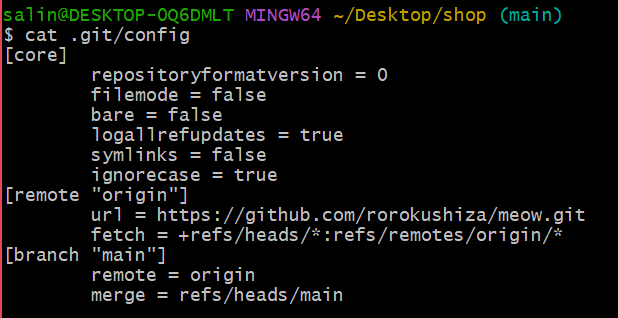 salin@DESKTOP-OQ6DMLT MINGW64 ~/Desktop/shop (main)
$ cat .git/config
[core]
        repositoryformatversion = 0
        filemode = false
        bare = false
        logallrefupdates = true
        symlinks = false
        ignorecase = true
[remote "origin"]
        url = https://github.com/rorokushiza/meow.git
        fetch = +refs/heads/*:refs/remotes/origin/*
[branch "main"]
        remote = origin
        merge = refs/heads/main